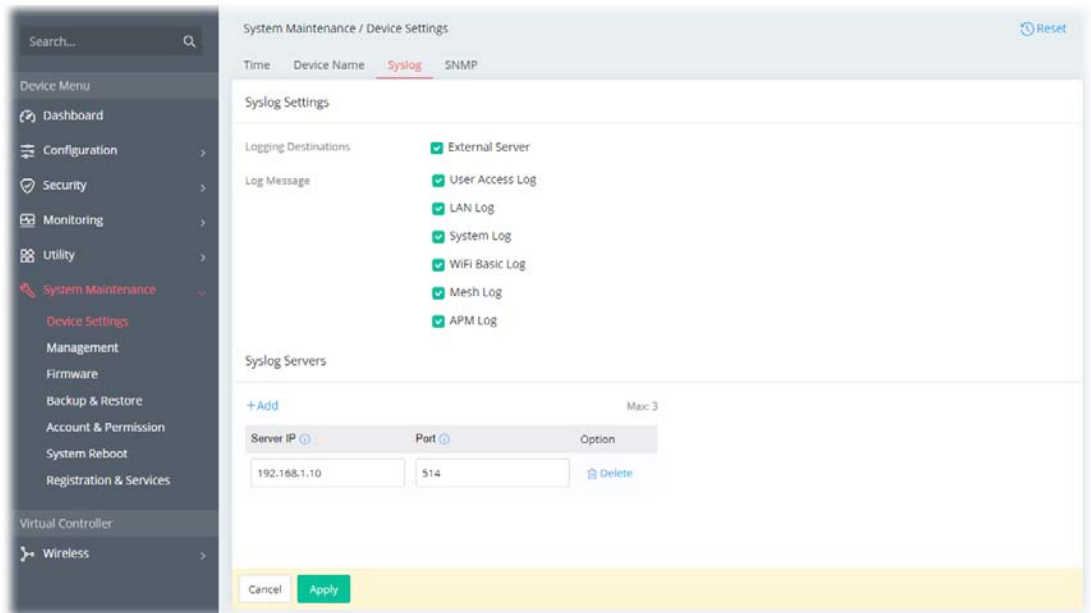 Search...
Device Menu
Dashboard
Configuration
Security
Monitoring
Utility
System Maintenance
Device Settings
Management
Firmware
Backup & Restore
Account & Permission
System Reboot
Registration & Services
Virtual Controller
Wireless
System Maintenance / Device Settings
Reset
Time Device Name Syslog SNMP
Syslog Settings
Logging Destinations External Server
Log Message User Access Log
LAN Log
System Log
WiFi Basic Log
Mesh Log
APM Log
Syslog Servers
+Add Max: 3
Server IP Port Option
192.168.1.10 514 Delete
Cancel Apply